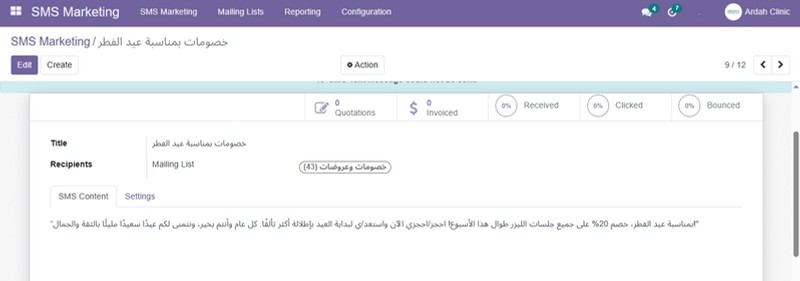 SMS Marketing SMS Marketing Mailing Lists Reporting Configuration 4 7 Ardah Clinic
SMS Marketing / خصومات بمناسبة عيد الفطر
Edit Create Action 9 / 12
0 Quotations 0 Invoiced 0% Received 0% Clicked 0% Bounced
Title خصومات بمناسبة عيد الفطر
Recipients Mailing List خصومات وعروضات (43)
SMS Content Settings
"بمناسبة عيد الفطر، خصم 20% على جميع جلسات الليزر طوال هذا الأسبوع! احجز/احجزي الآن واستعد/ي لبداية العيد بإطلالة أكثر تألقًا. كل عام وأنتم بخير، ونتمنى لكم عيدًا سعيدًا مليئًا بالثقة والجمال"